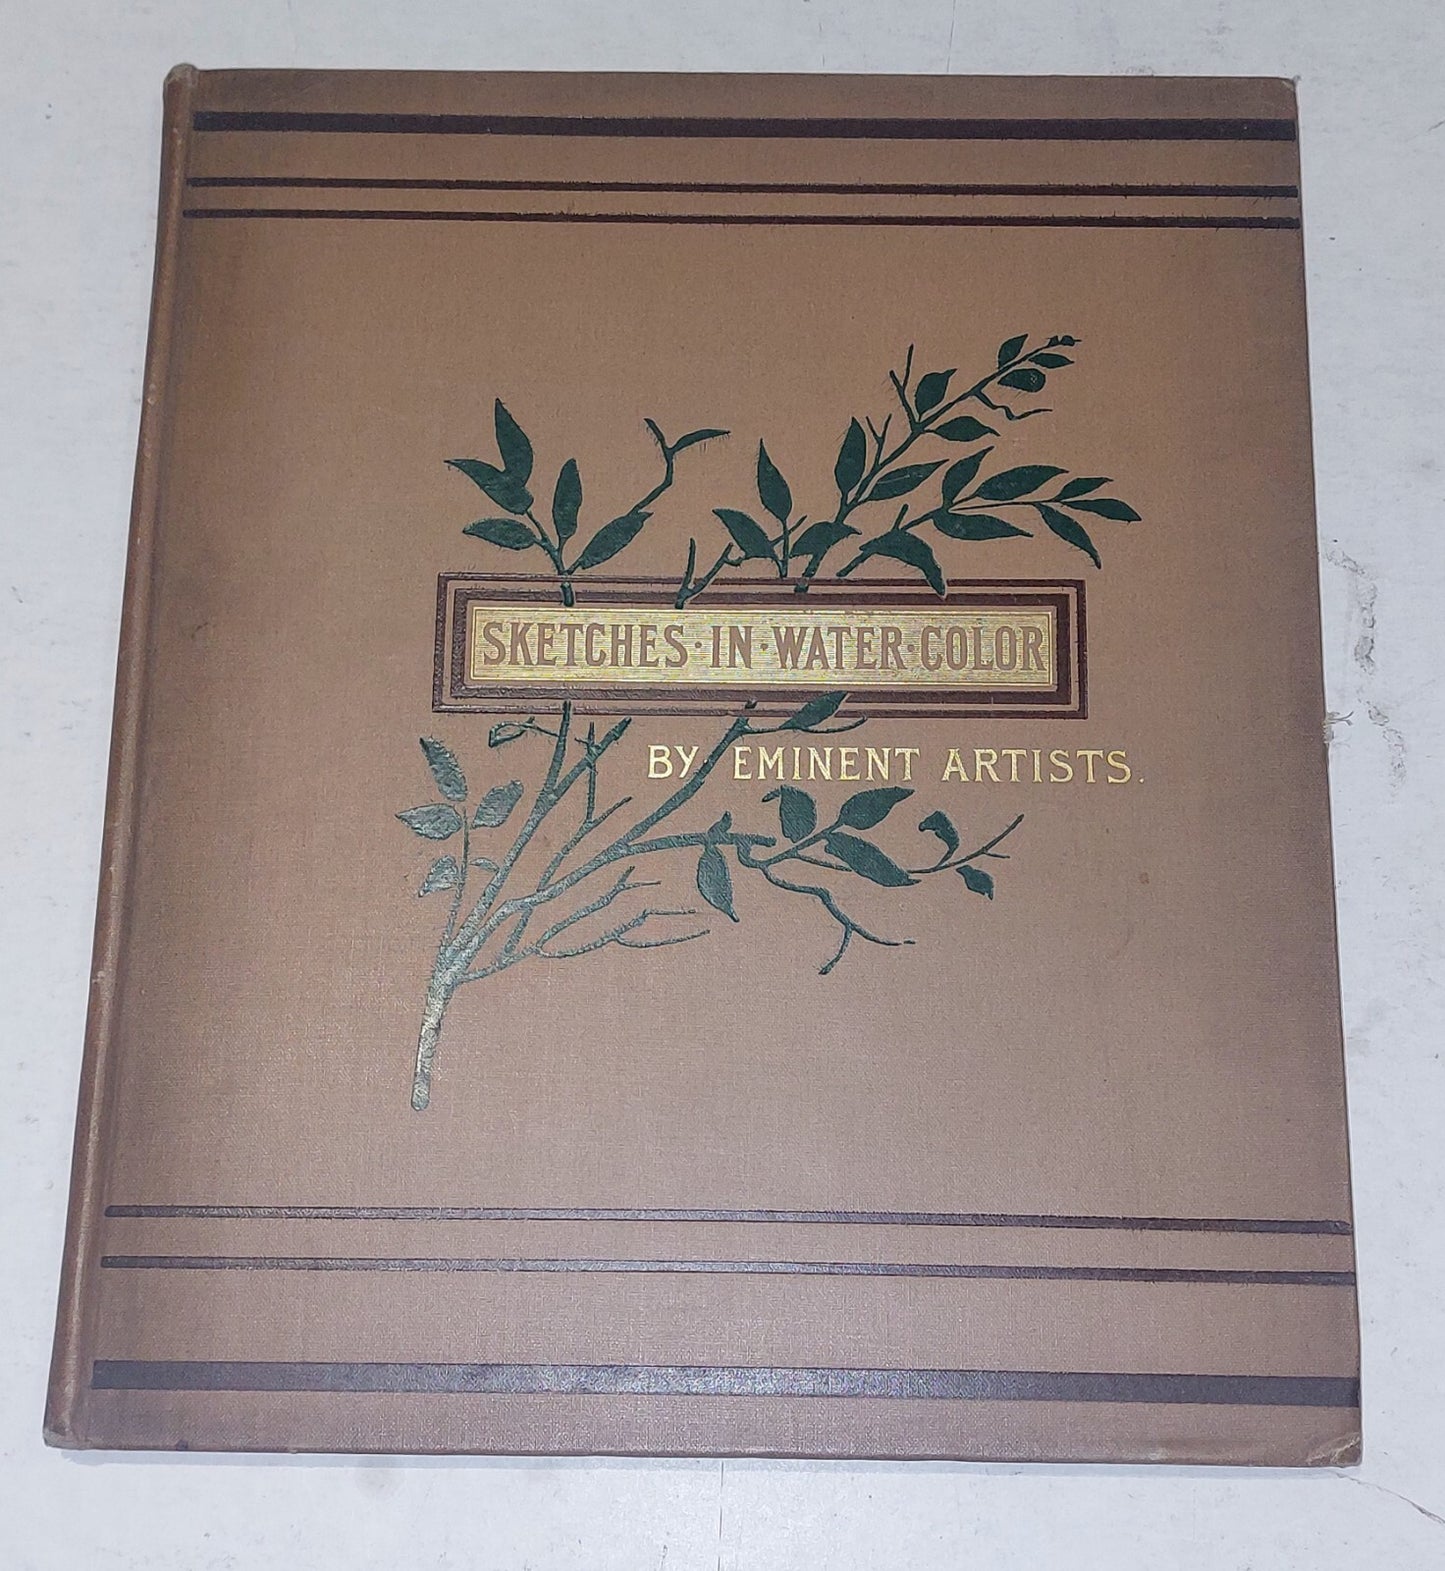 SKETCHES·IN·WATER·COLOR
BY EMINENT ARTISTS.